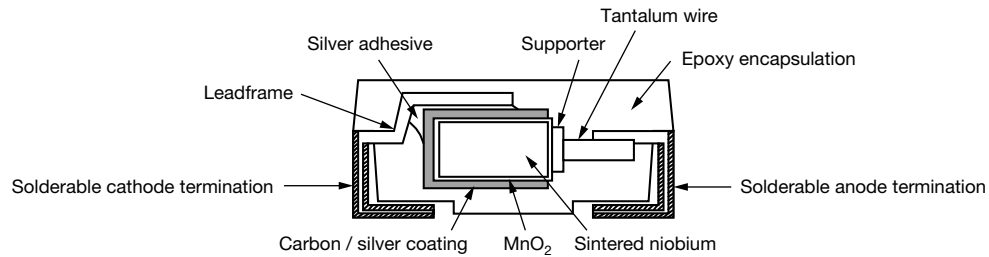 Tantalum wire
Silver adhesive
Supporter
Epoxy encapsulation
Leadframe
Solderable cathode termination
Solderable anode termination
Carbon / silver coating
MnO₂
Sintered niobium